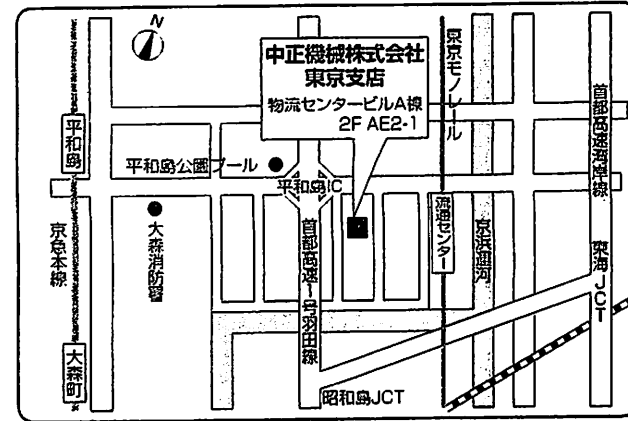 N
中正機械株式会社
東京支店
物流センタービルA棟
2F AE2-1
東京モノレール
首都高速湾岸線
平和島
平和島公園プール
平和島IC
京急本線
大森消防署
首都高速1号羽田線
流通センター
京浜運河
東海JCT
大森町
昭和島JCT